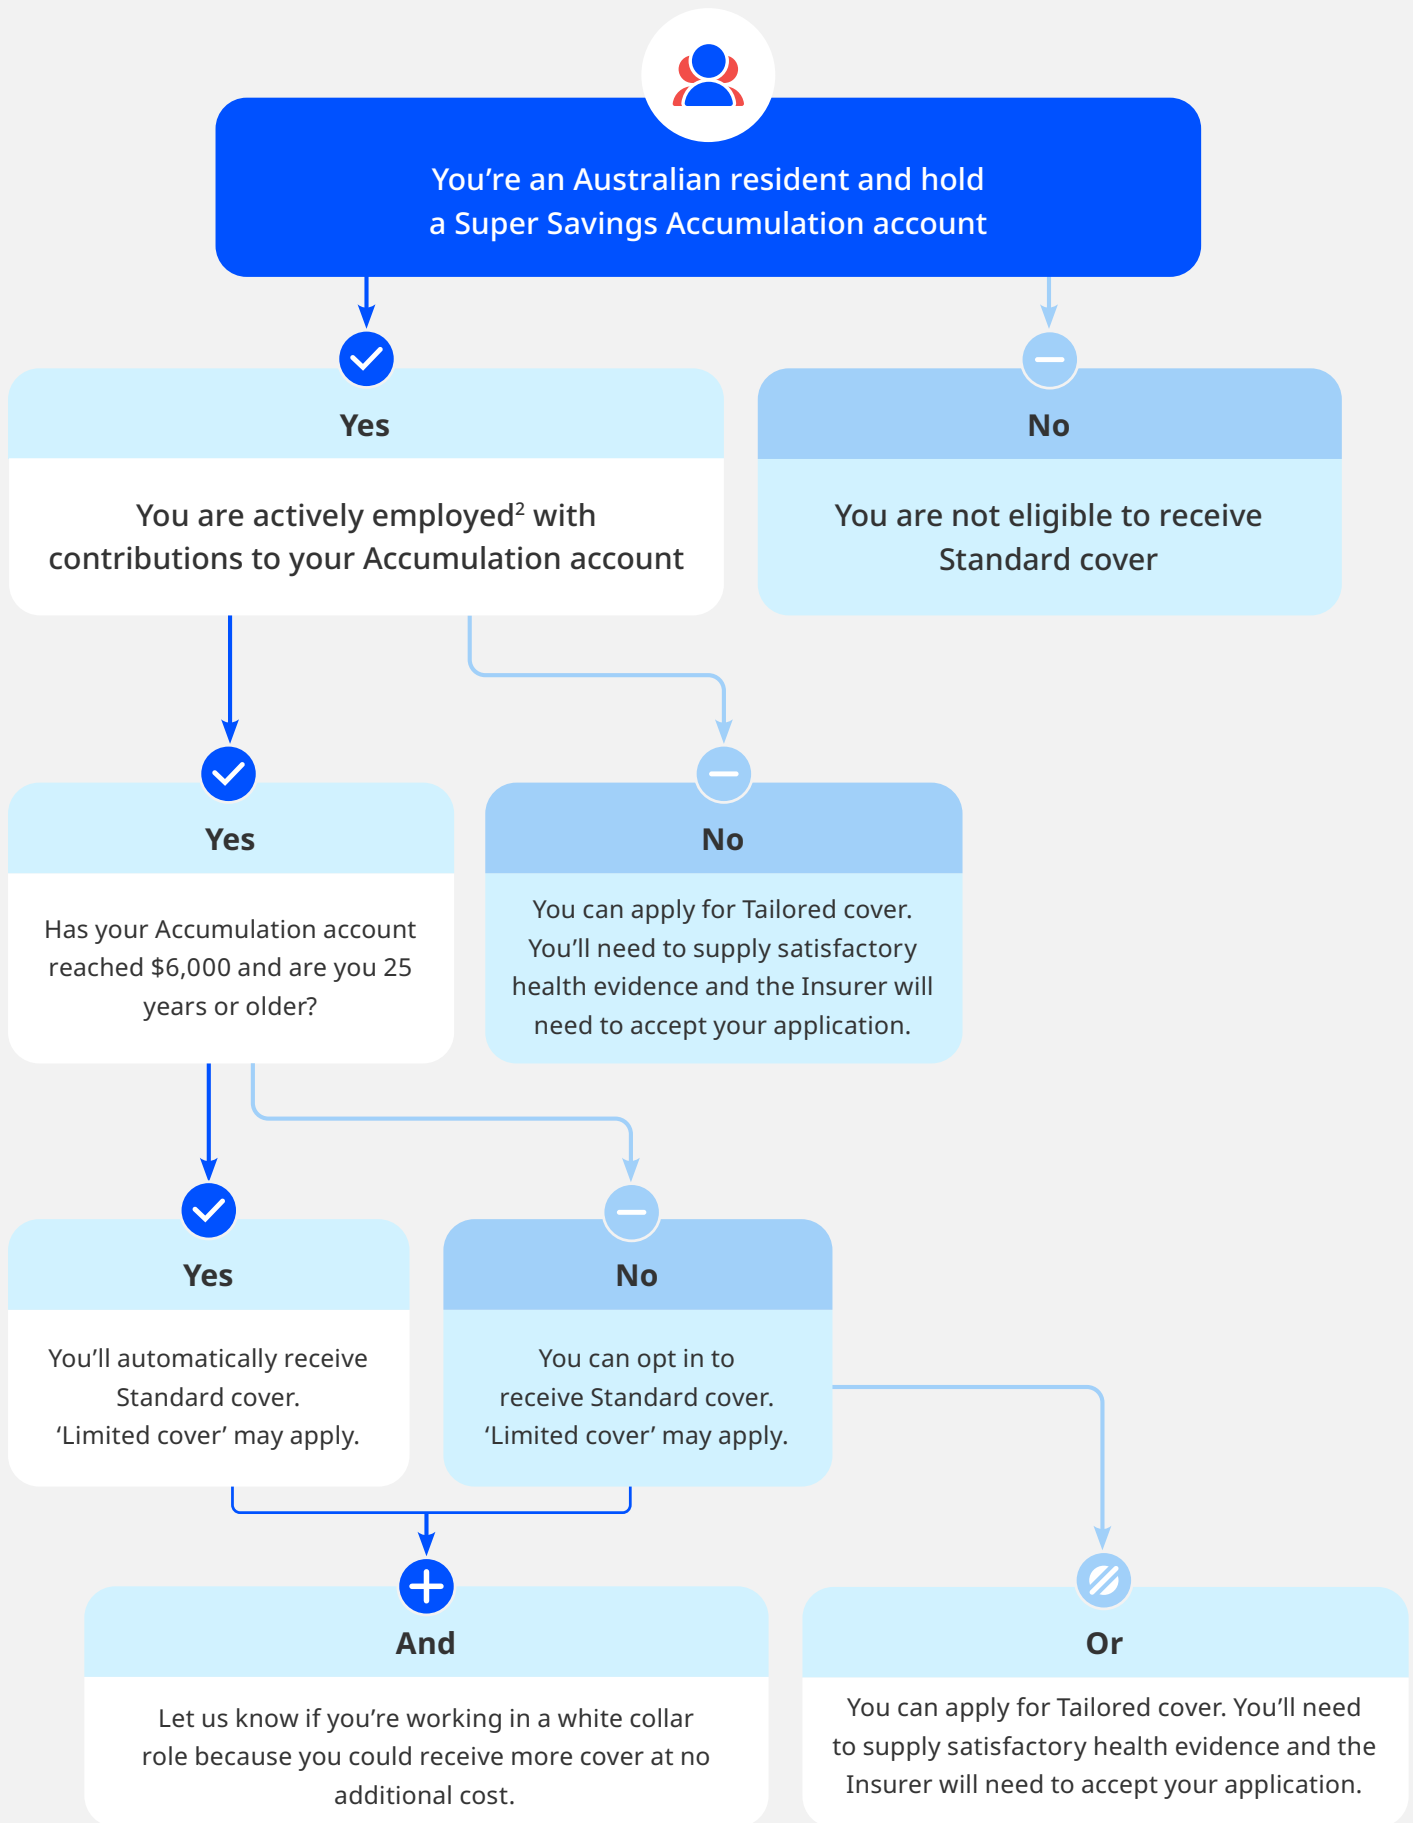 You’re an Australian resident and hold
a Super Savings Accumulation account
Yes
You are actively employed² with
contributions to your Accumulation account
No
You are not eligible to receive
Standard cover
Yes
Has your Accumulation account
reached $6,000 and are you 25
years or older?
No
You can apply for Tailored cover.
You’ll need to supply satisfactory
health evidence and the Insurer will
need to accept your application.
Yes
You’ll automatically receive
Standard cover.
‘Limited cover’ may apply.
No
You can opt in to
receive Standard cover.
‘Limited cover’ may apply.
And
Let us know if you’re working in a white collar
role because you could receive more cover at no
additional cost.
Or
You can apply for Tailored cover. You’ll need
to supply satisfactory health evidence and the
Insurer will need to accept your application.